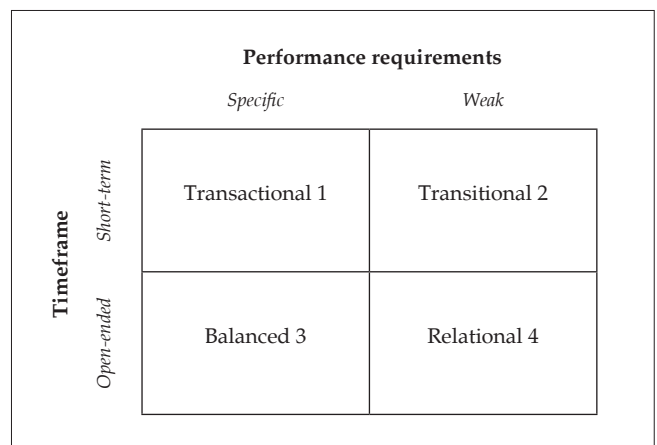 Performance requirements
Specific Weak
Timeframe
Short-term
Transactional 1 Transitional 2
Open-ended
Balanced 3 Relational 4